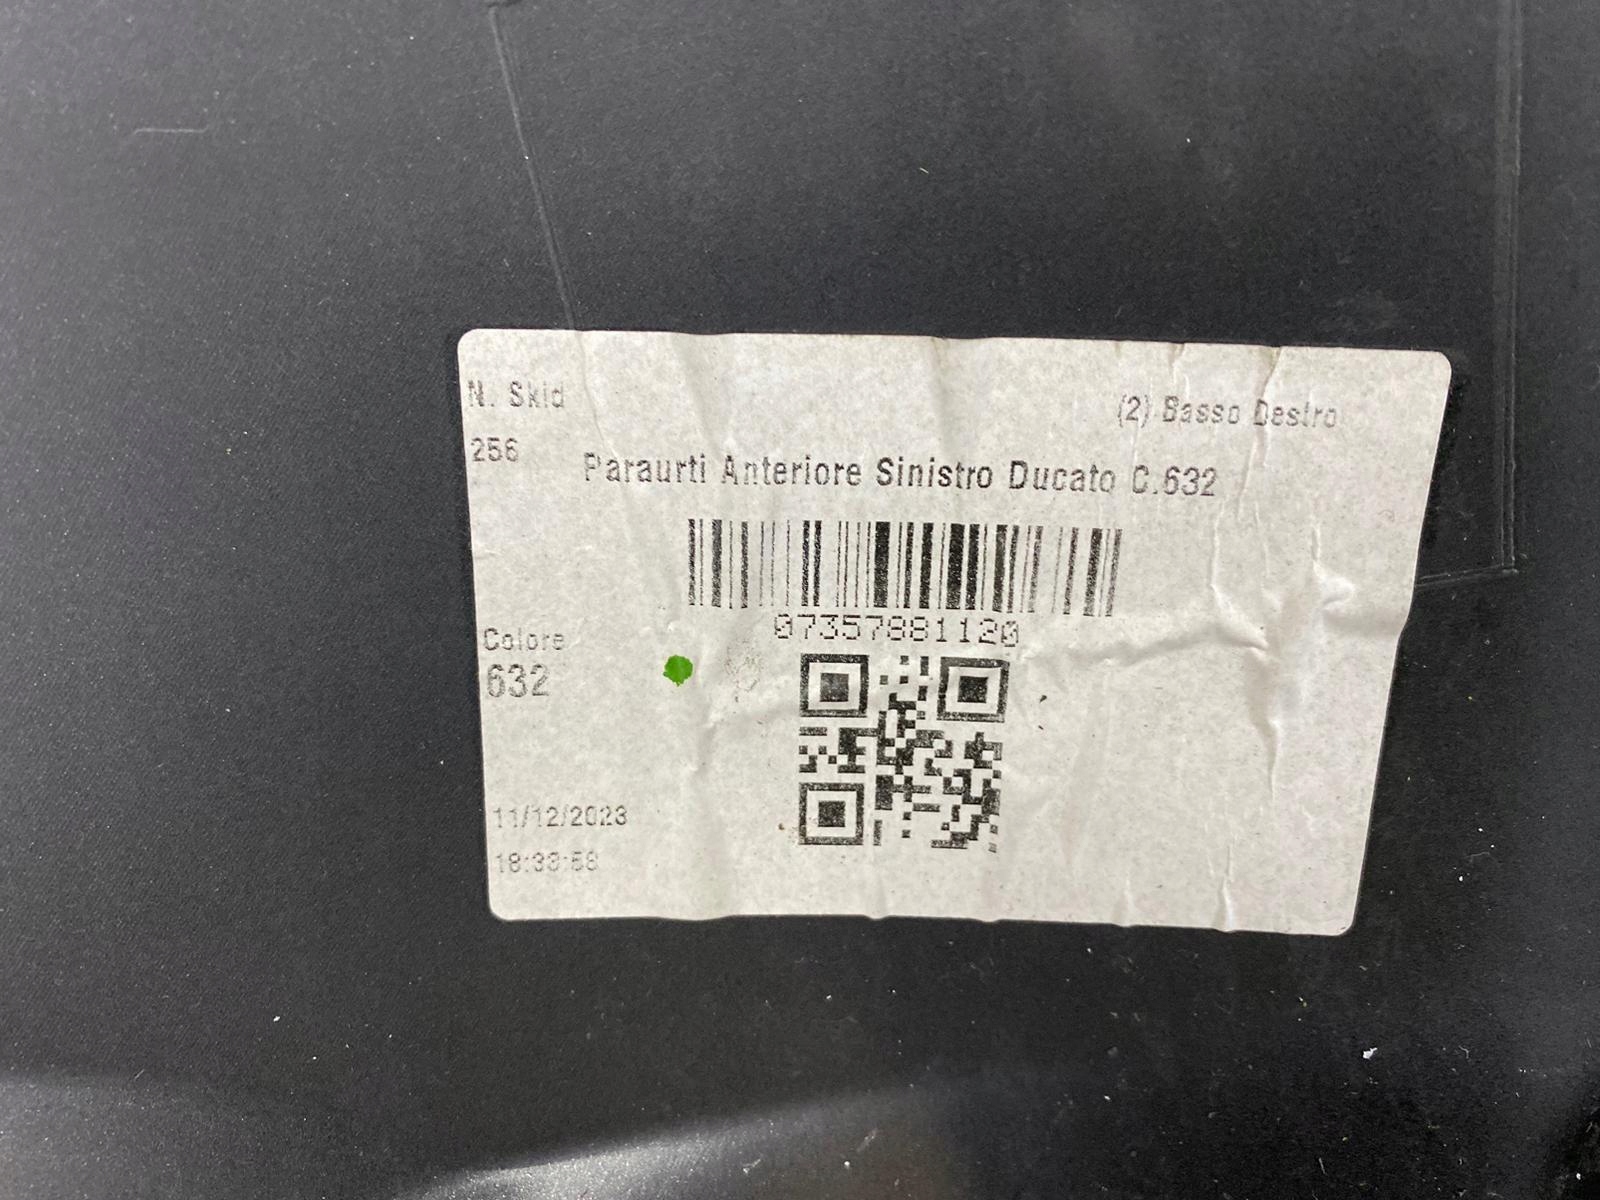 N. Skid
(2) Basso Destro
256
Paraurti Anteriore Sinistro Ducato C.632
07357881120
Colore
632
11/12/2023
18:33:58